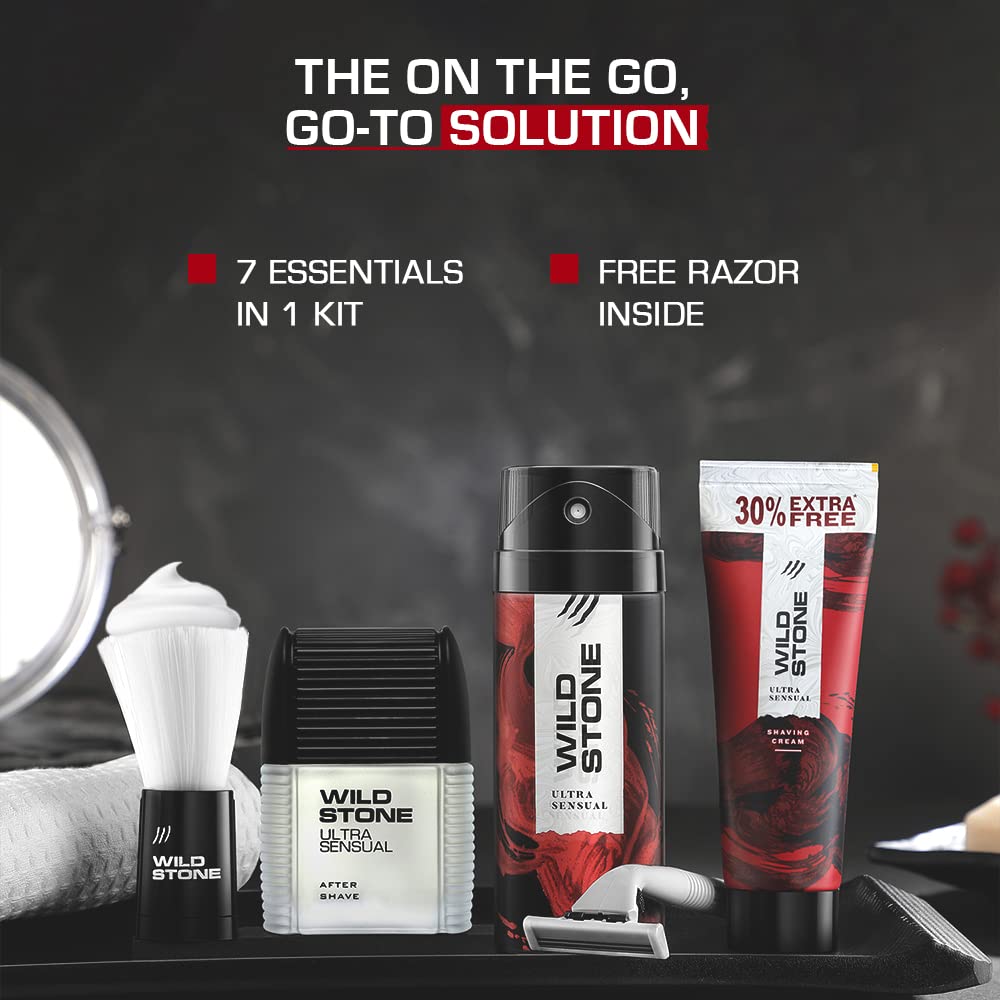 THE ON THE GO,
GO-TO SOLUTION
7 ESSENTIALS
IN 1 KIT
FREE RAZOR
INSIDE
WILD
STONE
WILD
STONE
ULTRA
SENSUAL
AFTER
SHAVE
WILD
STONE
ULTRA
SENSUAL
30% EXTRA*
FREE
WILD
STONE
ULTRA
SENSUAL
SHAVING
CREAM